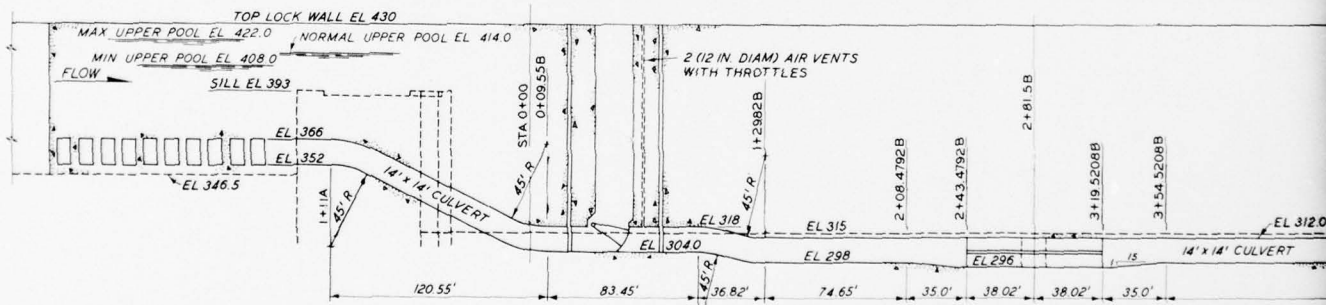 TOP LOCK WALL EL 430
MAX UPPER POOL EL 422.0
NORMAL UPPER POOL EL 414.0
MIN UPPER POOL EL 408.0
FLOW
SILL EL 393
2 (12 IN. DIAM) AIR VENTS
WITH THROTTLES
STA 0+00
0+09.55B
1+29.82B
2+08.4792B
2+43.4792B
2+81.5B
3+19.5208B
3+54.5208B
EL 366
EL 352
EL 346.5
1+11A
45' R
14' x 14' CULVERT
45' R
45' R
EL 318
EL 315
EL 312.0
EL 304.0
EL 298
EL 296
45' R
1
15
14' x 14' CULVERT
120.55'
83.45'
36.82'
74.65'
35.0'
38.02'
38.02'
35.0'